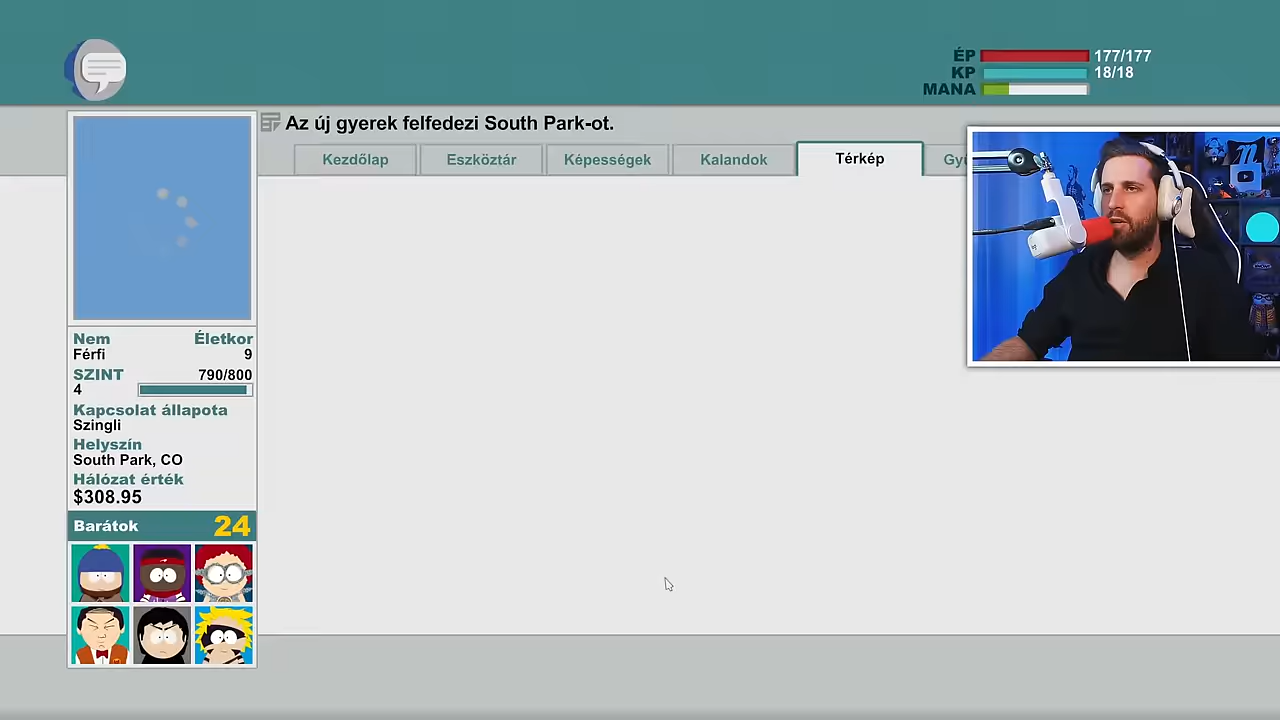 ÉP 177/177
KP 18/18
MANA
Az új gyerek felfedezi South Park-ot.
Kezdőlap Eszköztár Képességek Kalandok Térkép
Nem Életkor
Férfi 9
SZINT 790/800
4
Kapcsolat állapota
Szingli
Helyszín
South Park, CO
Hálózat érték
$308.95
Barátok 24